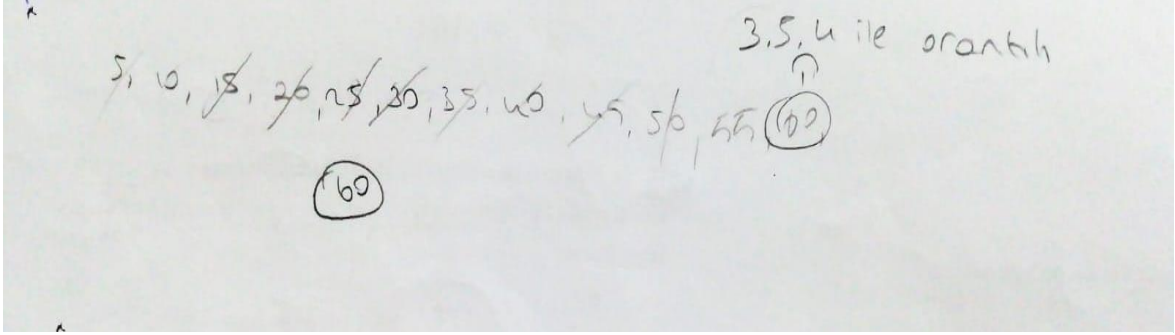 3.5.4 ile orantılı
5, 10, 15, 20, 25, 30, 35, 40, 45, 50, 55 60
60